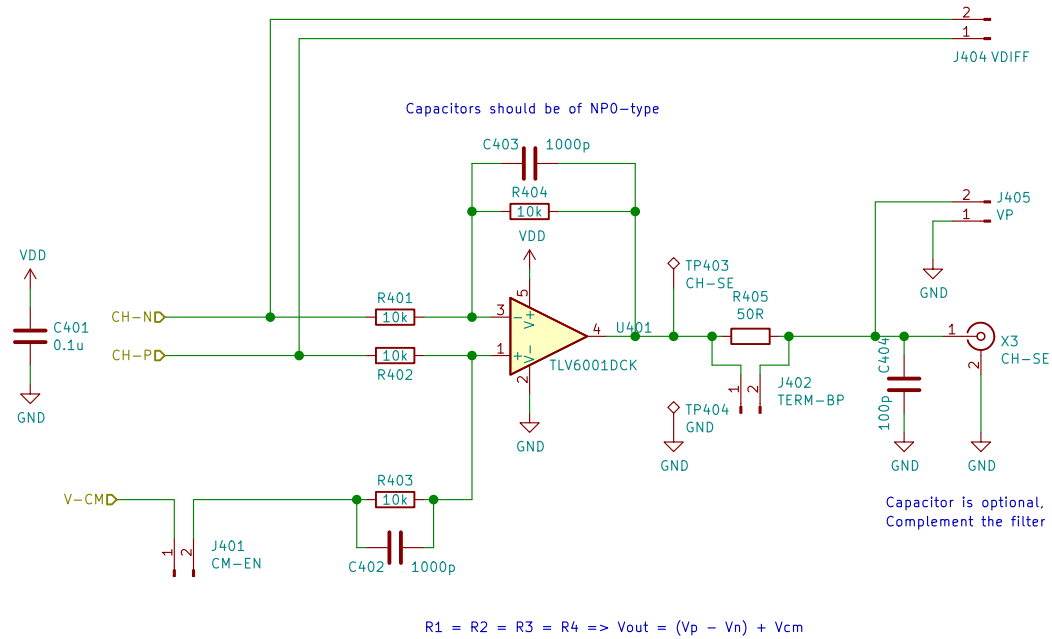 2
1
J404 VDIFF
Capacitors should be of NP0-type
C403 1000p
R404
10k
2 J405
1 VP
VDD
VDD
TP403
CH-SE
GND
R401
R405
50R
CH-N
10k
3
5
- V+
4
U401
C401
0.1u
CH-P
10k
1
+ V-
TLV6001DCK
C404
1
X3
CH-SE
2
R402
2
1
2
J402
TERM-BP
100p
GND
TP404
GND
GND
GND
GND
GND
R403
V-CM
10k
Capacitor is optional,
Complement the filter
1
2
J401
CM-EN
C402 1000p
R1 = R2 = R3 = R4 => Vout = (Vp - Vn) + Vcm